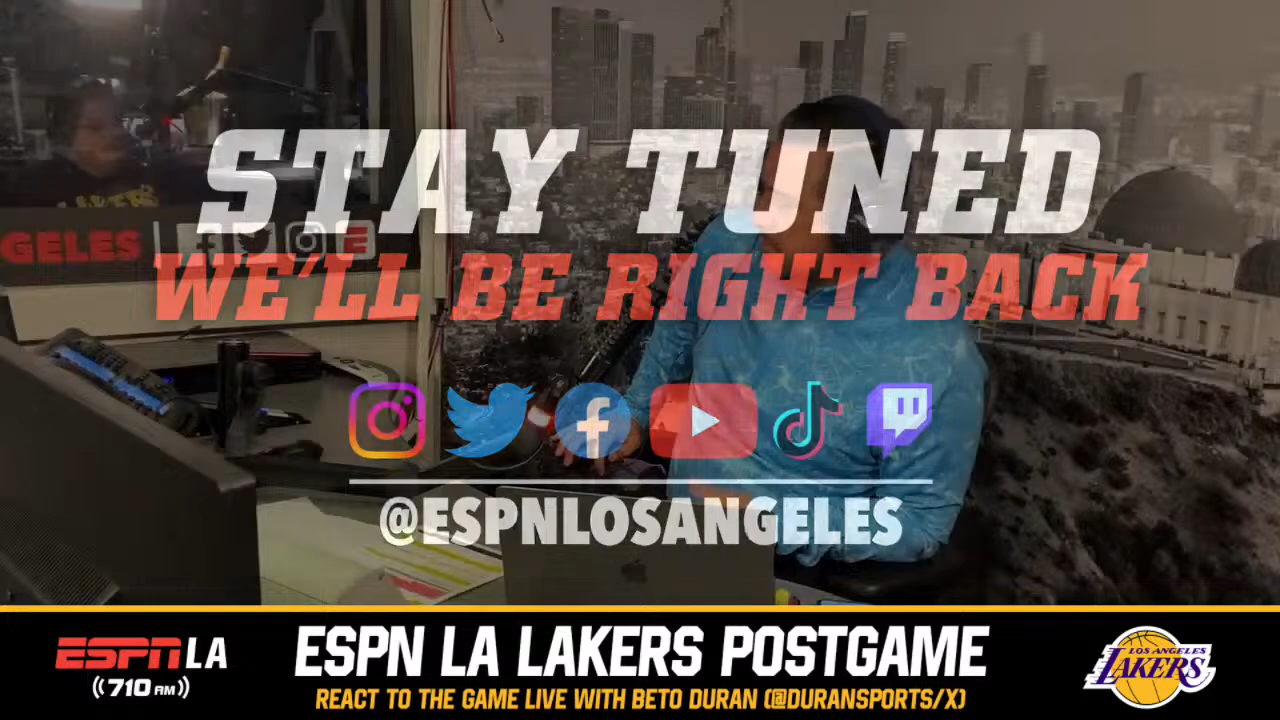 STAY TUNED
LAKERS
GELES
WE'LL BE RIGHT BACK
@ESPNLOSANGELES
ESPN LA
710 AM
ESPN LA LAKERS POSTGAME
REACT TO THE GAME LIVE WITH BETO DURAN (@DURANSPORTS/X)
LOS ANGELES
LAKERS